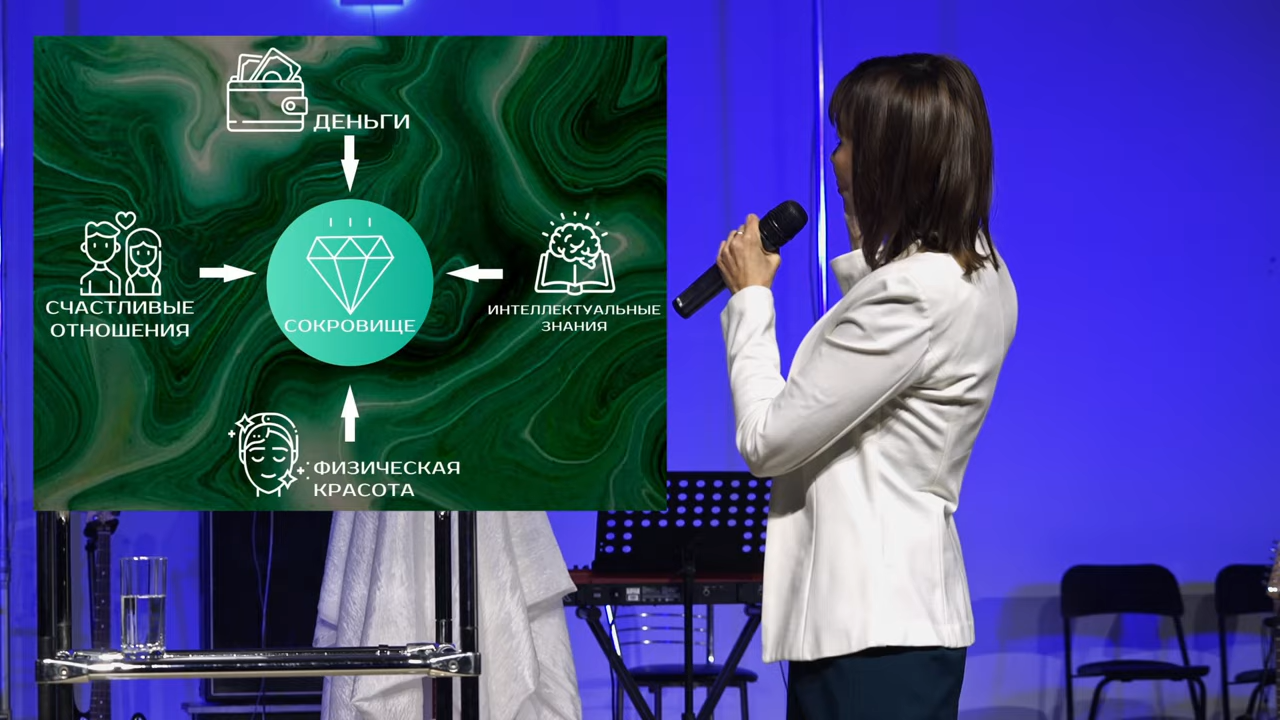 ДЕНЬГИ
СЧАСТЛИВЫЕ
ОТНОШЕНИЯ
СОКРОВИЩЕ
ИНТЕЛЛЕКТУАЛЬНЫЕ
ЗНАНИЯ
ФИЗИЧЕСКАЯ
КРАСОТА